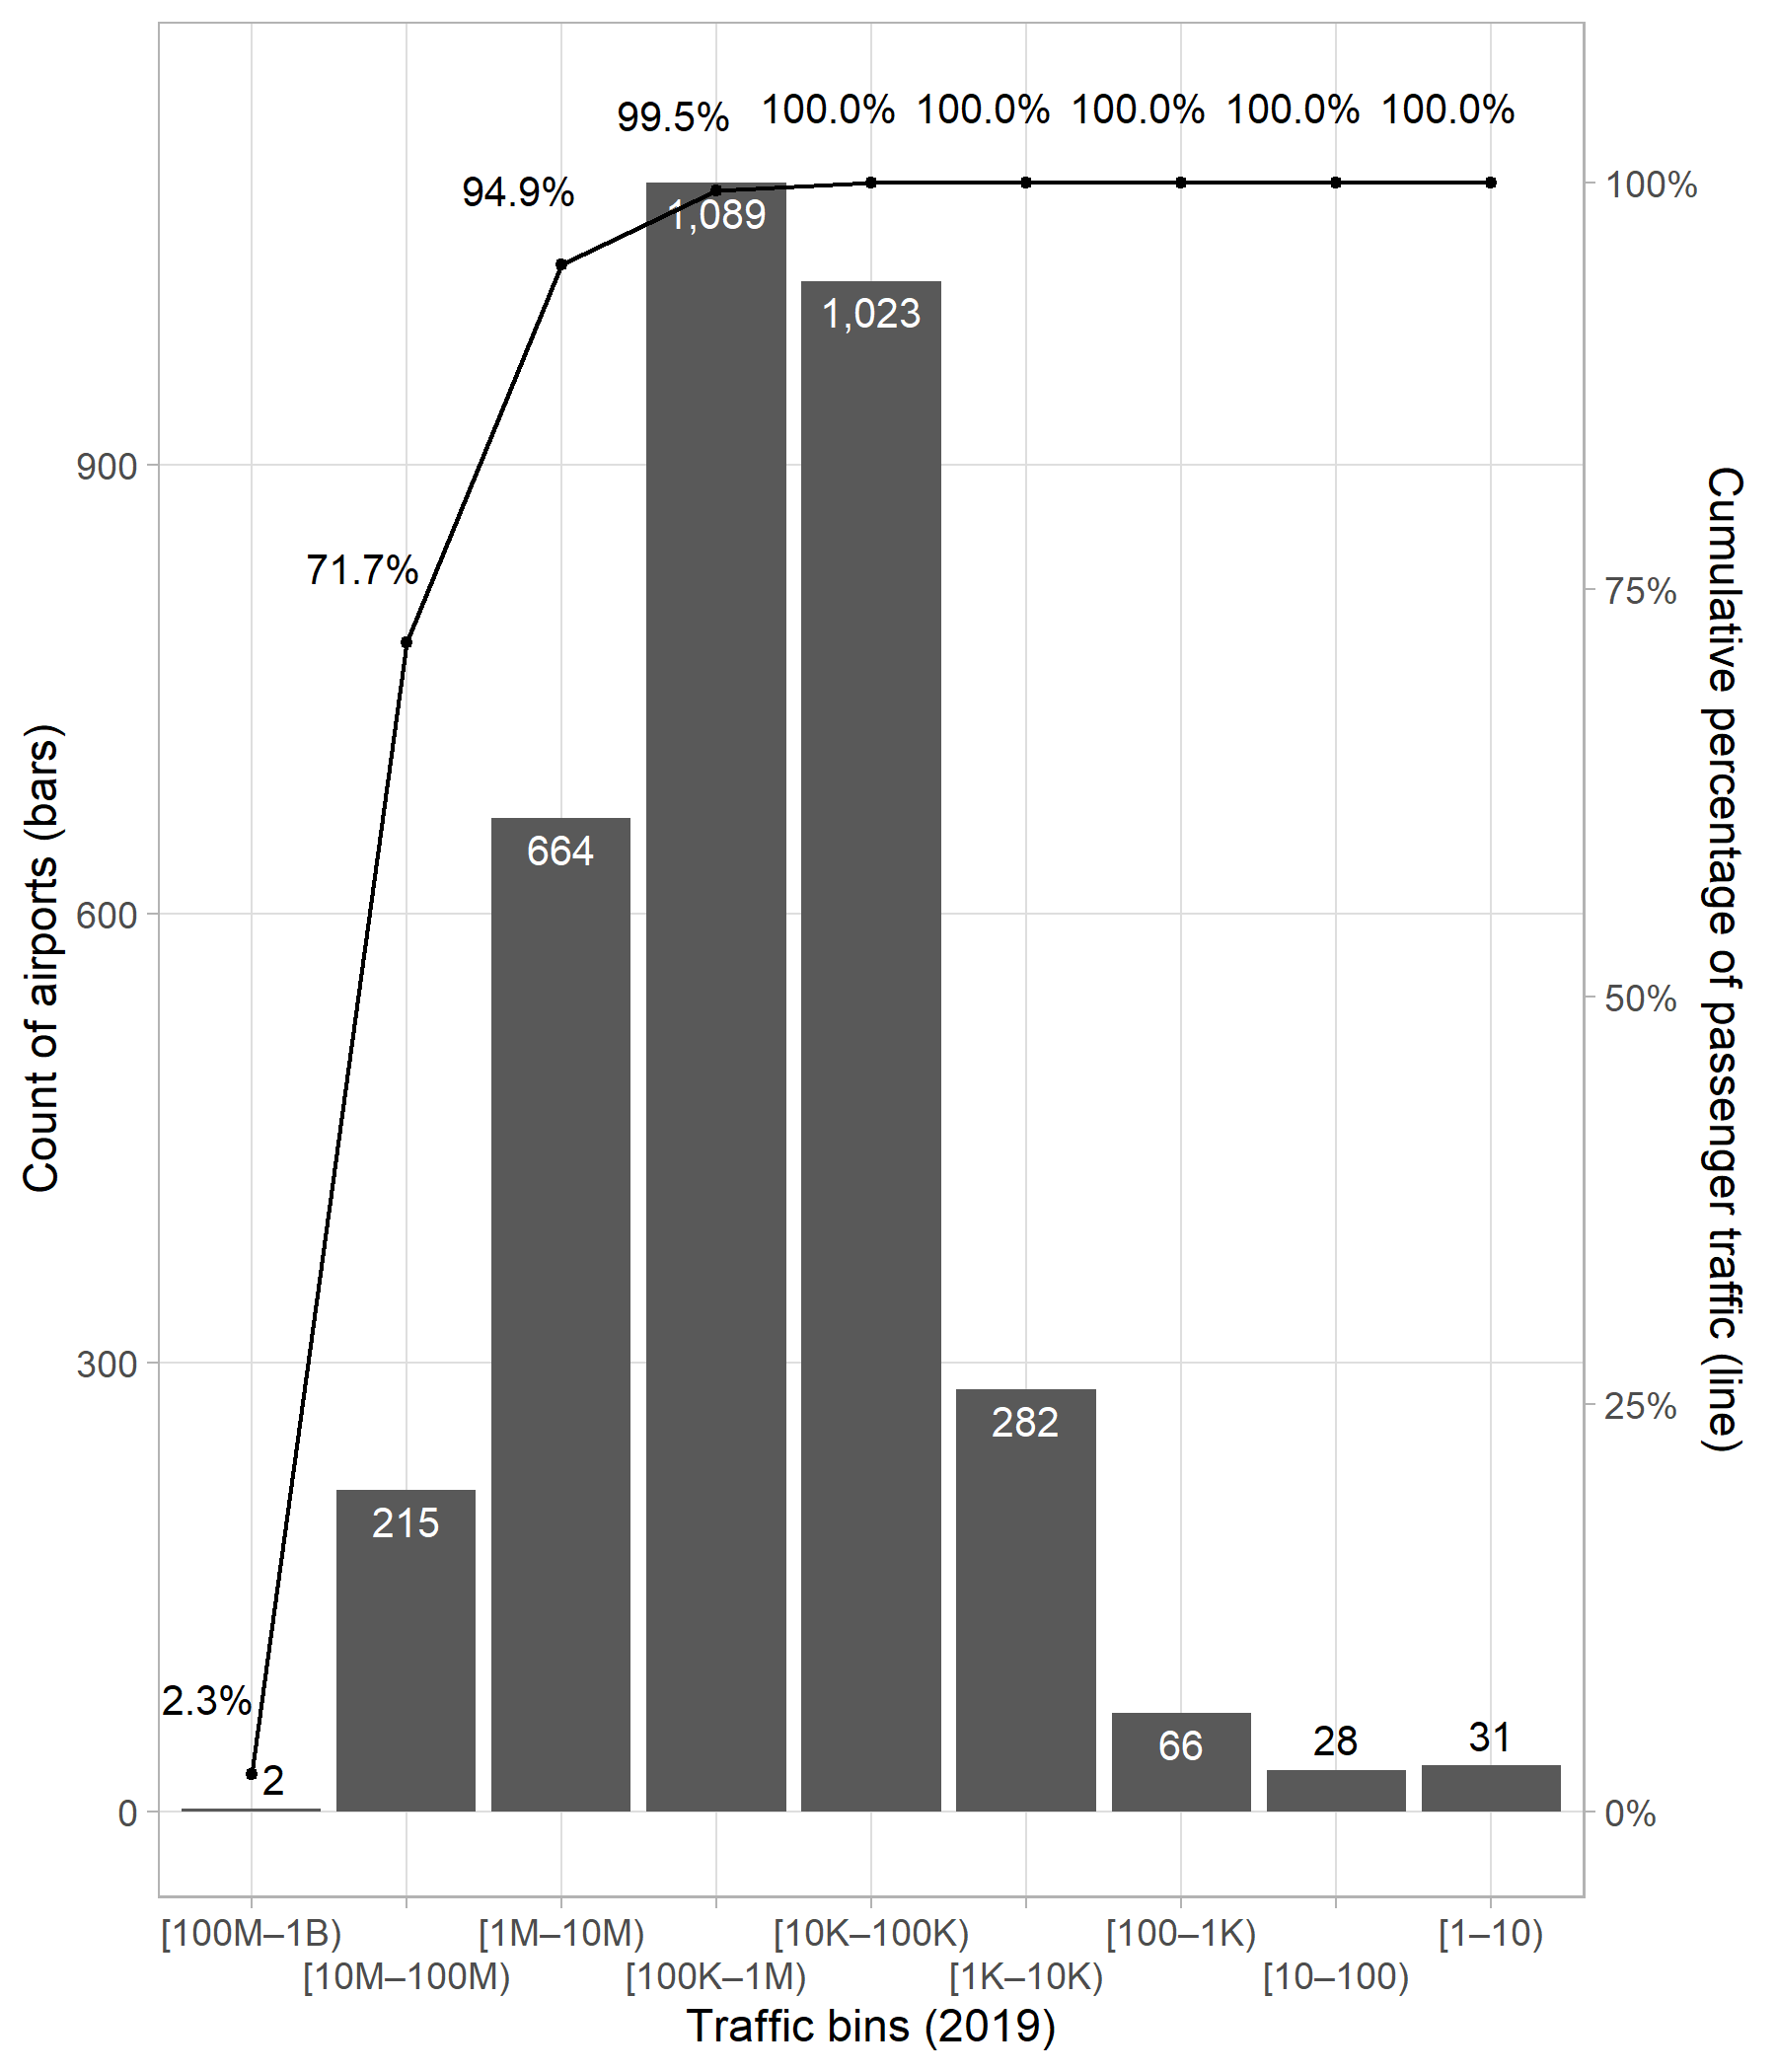 99.5%
100.0%
100.0%
100.0%
100.0%
100.0%
94.9%
100%
1,089
1,023
900
71.7%
75%
664
600
50%
300
282
25%
215
2.3%
66
28
31
2
0
0%
Count of airports (bars)
Cumulative percentage of passenger traffic (line)
[100M–1B)
[10M–100M)
[1M–10M)
[100K–1M)
[10K–100K)
[1K–10K)
[100–1K)
[10–100)
[1–10)
Traffic bins (2019)